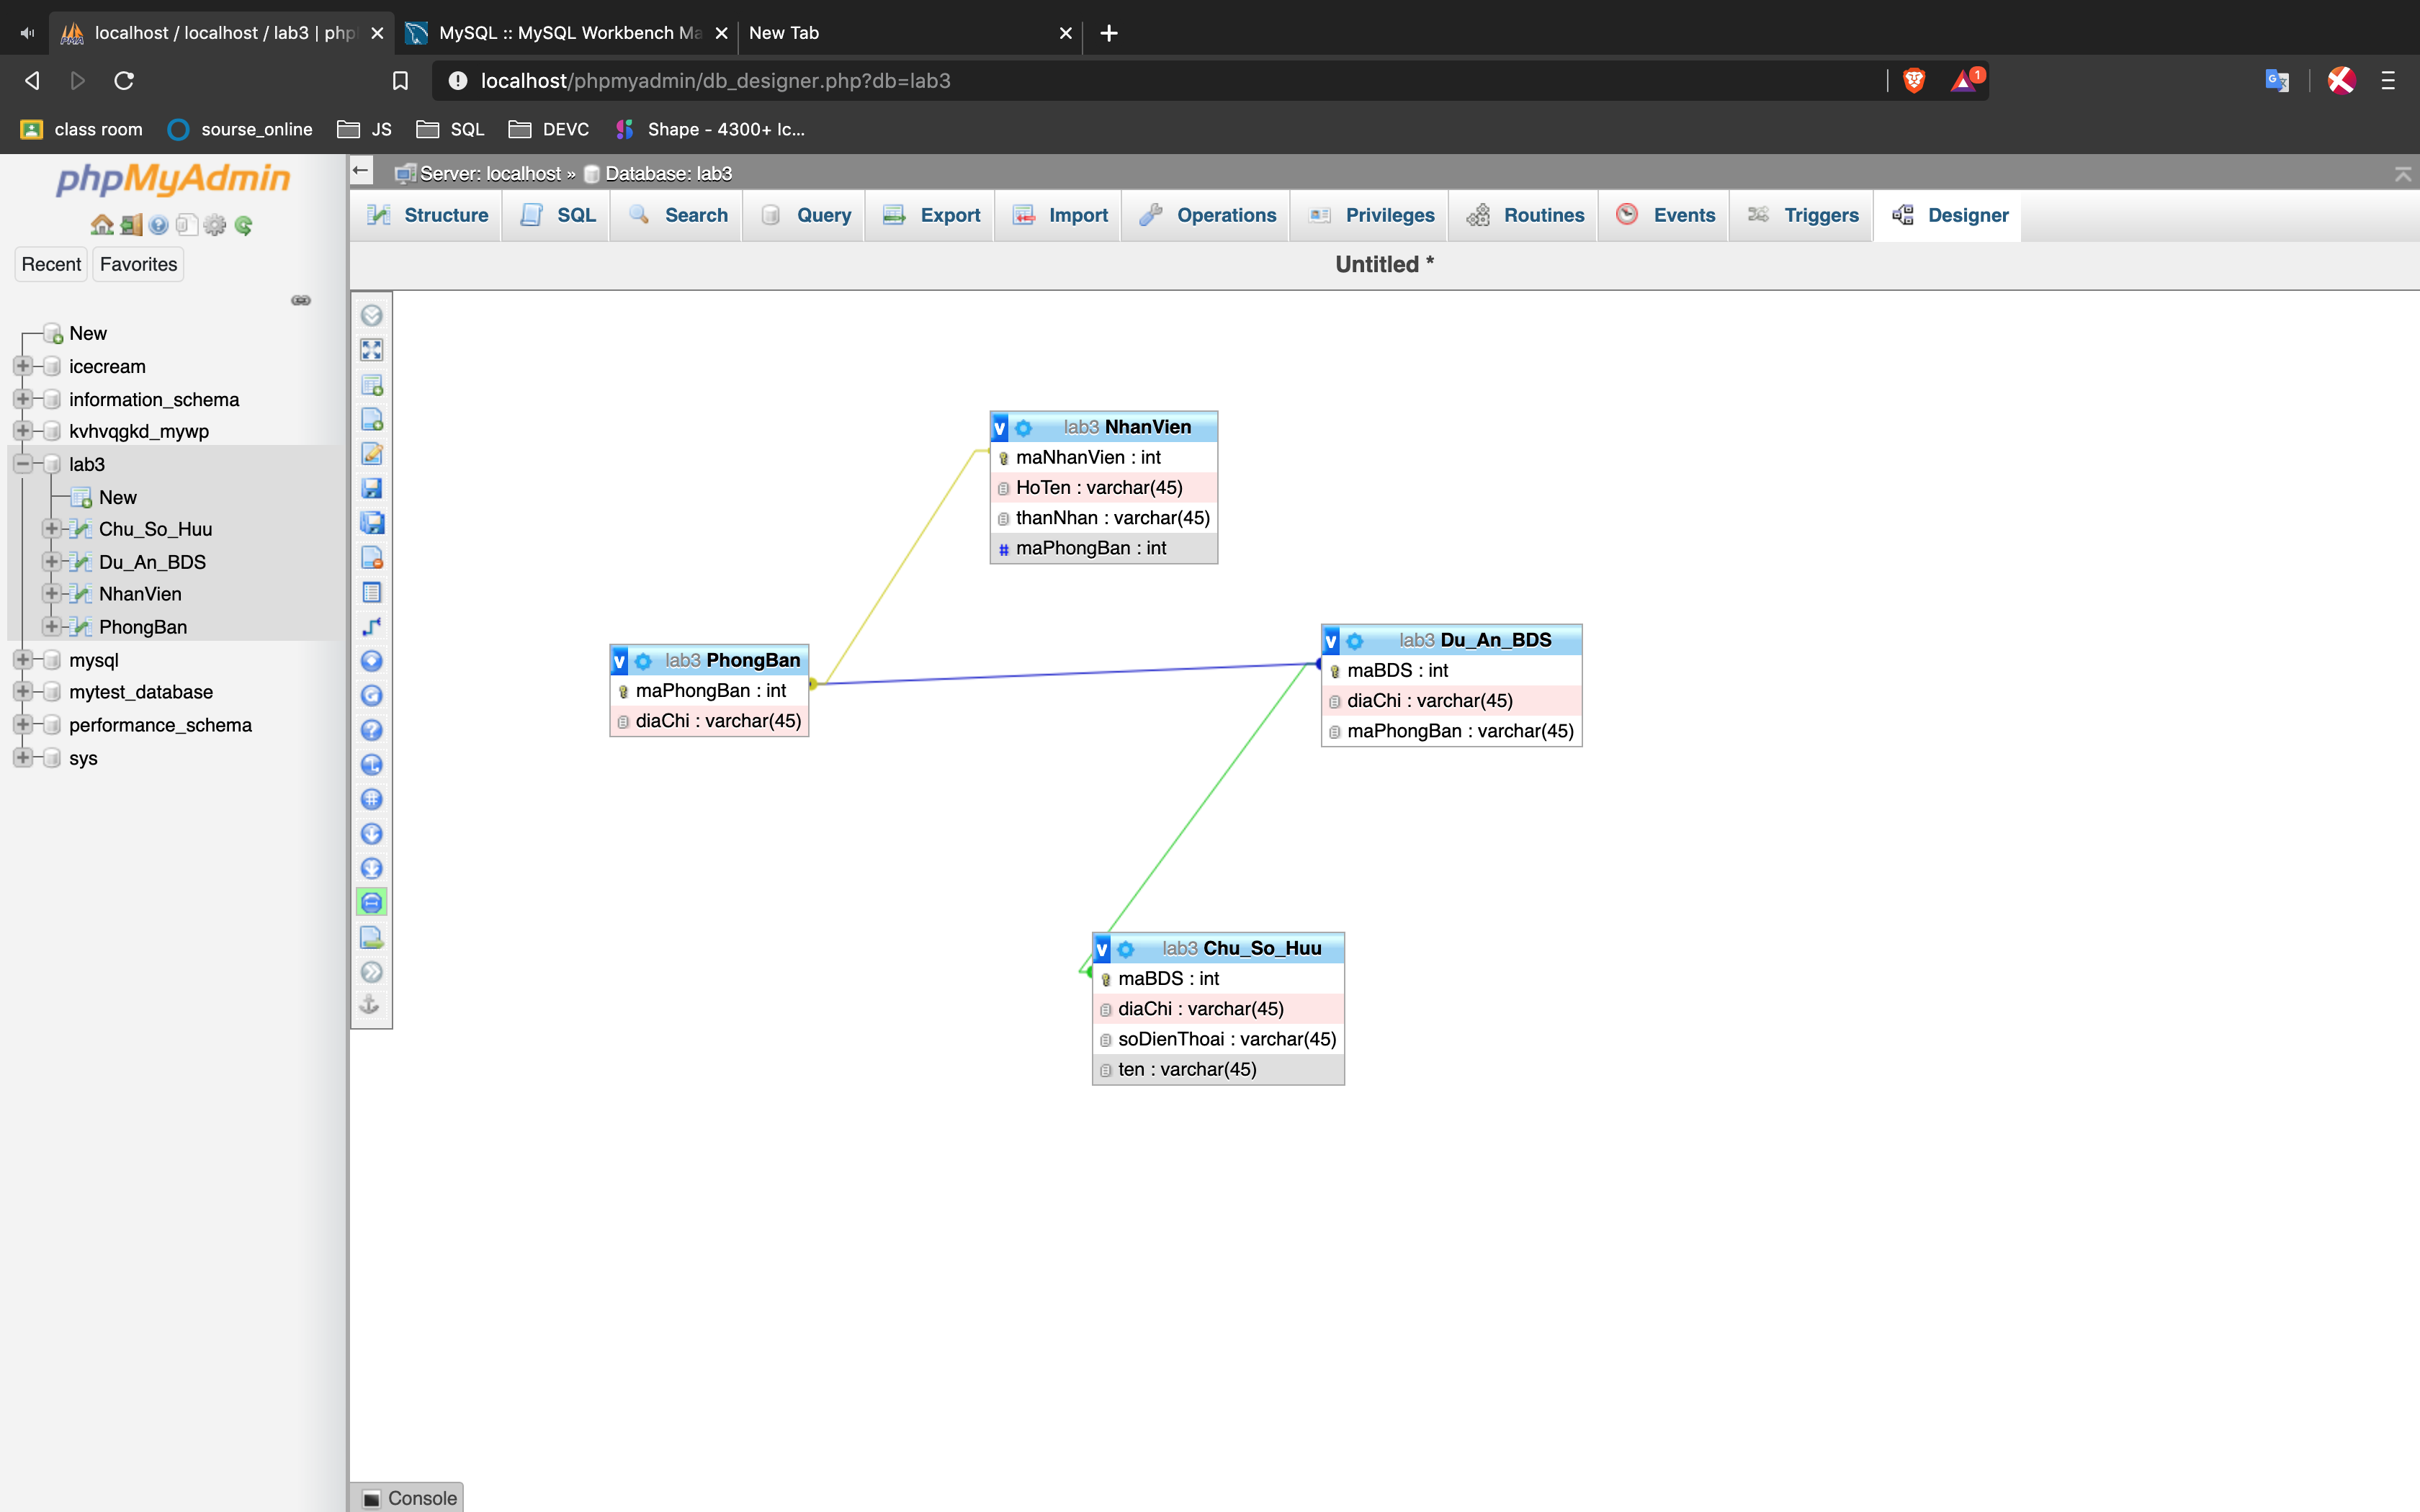 localhost / localhost / lab3 | php
MySQL :: MySQL Workbench Ma
New Tab
localhost/phpmyadmin/db_designer.php?db=lab3
1
class room
sourse_online
JS
SQL
DEVC
Shape - 4300+ Ic...
phpMyAdmin
Recent
Favorites
New
icecream
information_schema
kvhvqgkd_mywp
lab3
New
Chu_So_Huu
Du_An_BDS
NhanVien
PhongBan
mysql
mytest_database
performance_schema
sys
Server: localhost » Database: lab3
Structure
SQL
Search
Query
Export
Import
Operations
Privileges
Routines
Events
Triggers
Designer
Untitled *
v lab3 NhanVien
maNhanVien : int
HoTen : varchar(45)
thanNhan : varchar(45)
# maPhongBan : int
v lab3 PhongBan
maPhongBan : int
diaChi : varchar(45)
v lab3 Du_An_BDS
maBDS : int
diaChi : varchar(45)
maPhongBan : varchar(45)
v lab3 Chu_So_Huu
maBDS : int
diaChi : varchar(45)
soDienThoai : varchar(45)
ten : varchar(45)
Console